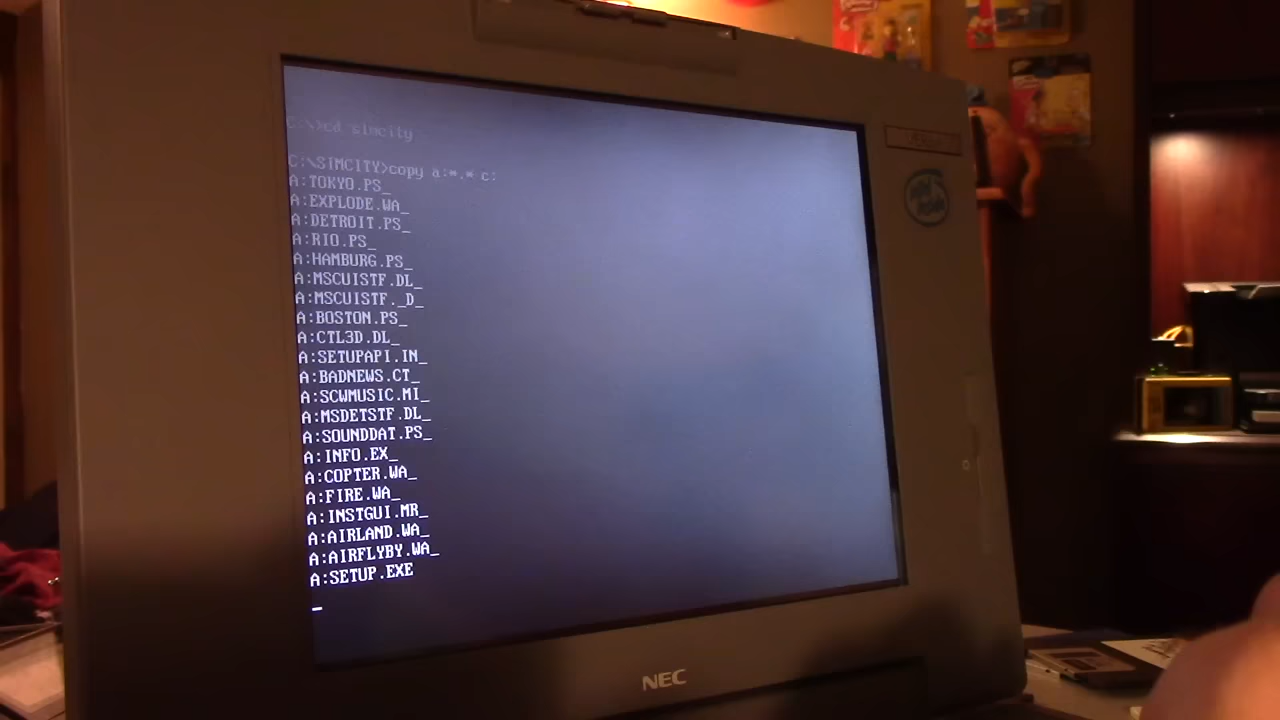 C:\>cd simcity
C:\SIMCITY>copy a:*.* c:
A:TOKYO.PS_
A:EXPLODE.WA_
A:DETROIT.PS_
A:RIO.PS_
A:HAMBURG.PS_
A:MSCUISTF.DL_
A:MSCUISTF._D_
A:BOSTON.PS_
A:CTL3D.DL_
A:SETUPAPI.IN_
A:BADNEWS.CT_
A:SCWMUSIC.MI_
A:MSDETSTF.DL_
A:SOUNDDAT.PS_
A:INFO.EX_
A:COPTER.WA_
A:FIRE.WA_
A:INSTGUI.MR_
A:AIRLAND.WA_
A:AIRFLYBY.WA_
A:SETUP.EXE
_
NEC